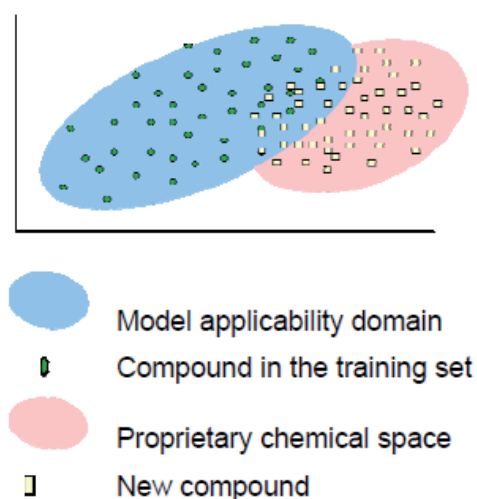 Model applicability domain
Compound in the training set
Proprietary chemical space
New compound